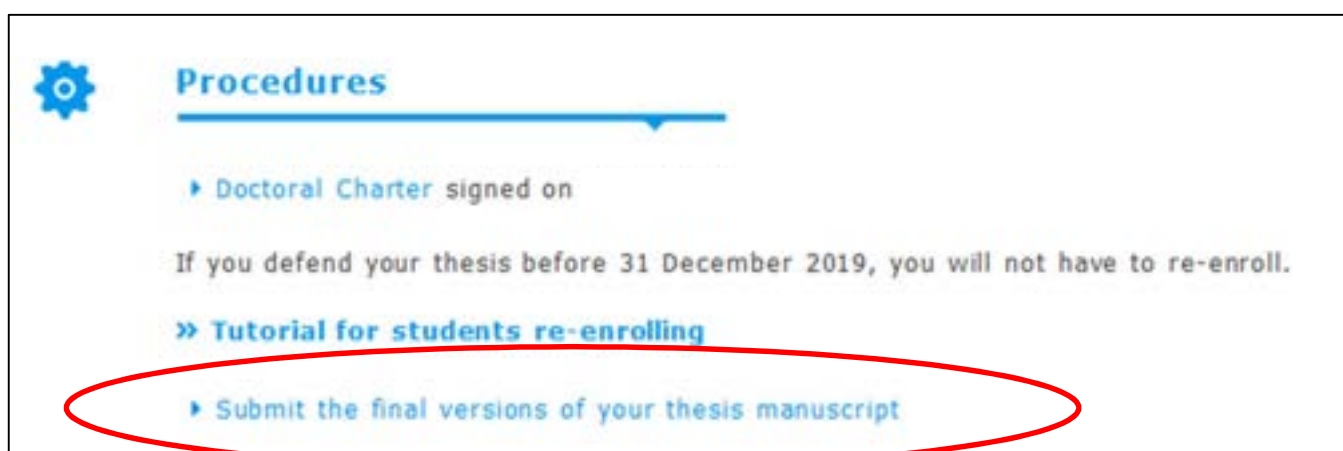 Procedures
Doctoral Charter signed on
If you defend your thesis before 31 December 2019, you will not have to re-enroll.
» Tutorial for students re-enrolling
Submit the final versions of your thesis manuscript